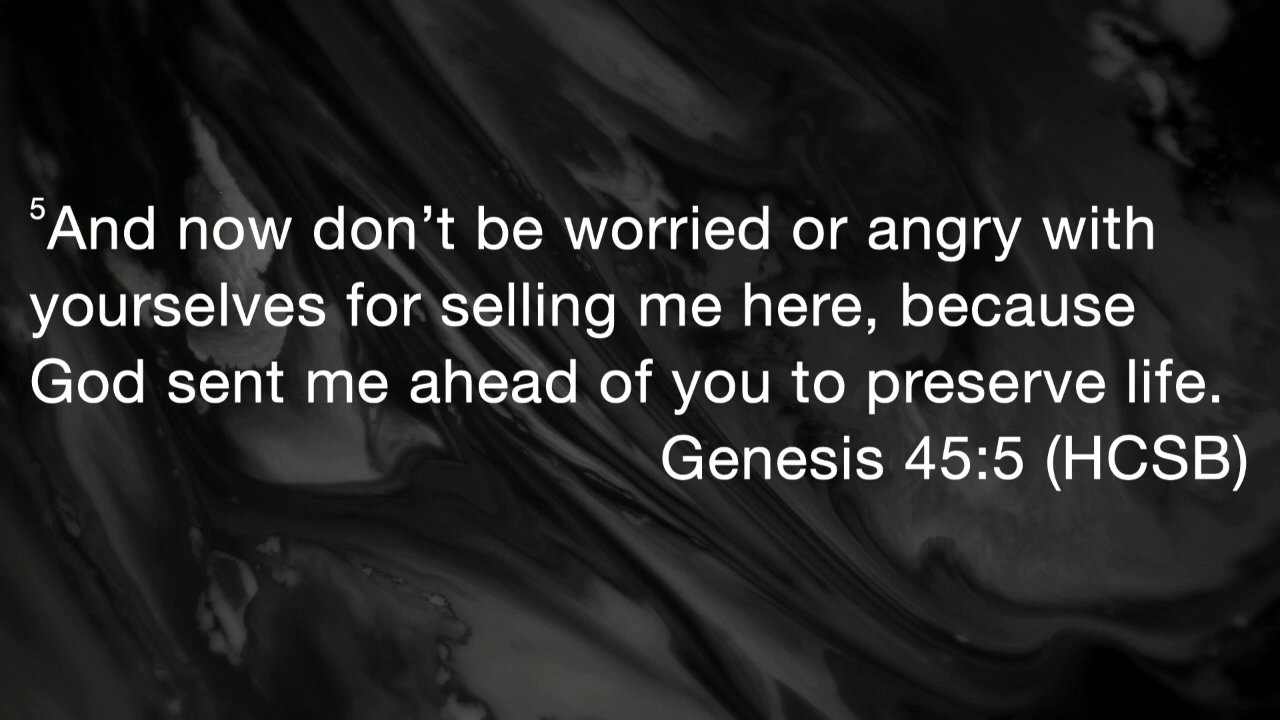 ⁵And now don’t be worried or angry with
yourselves for selling me here, because
God sent me ahead of you to preserve life.
Genesis 45:5 (HCSB)